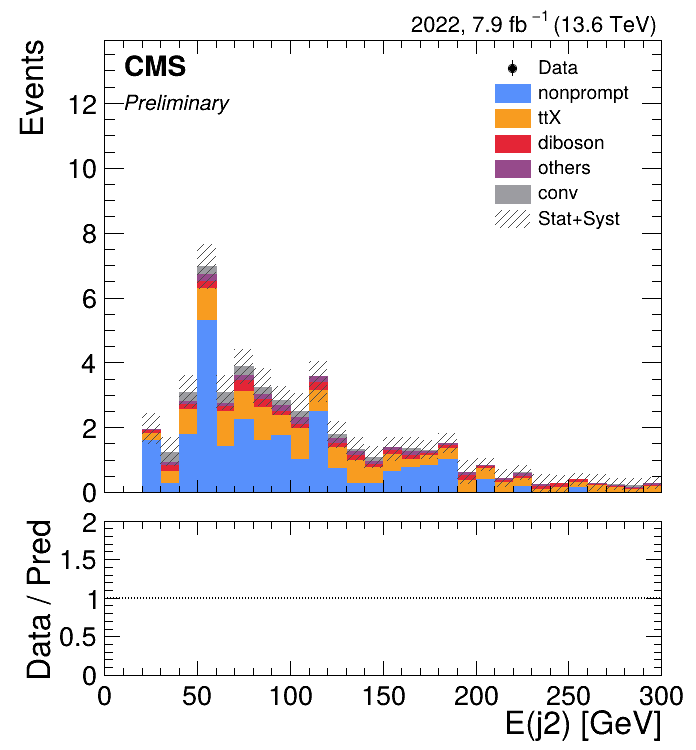 2022, 7.9 fb⁻¹ (13.6 TeV)
CMS
Preliminary
Events
Data
nonprompt
ttX
diboson
others
conv
Stat+Syst
12
10
8
6
4
2
0
Data / Pred
2
1.5
1
0.5
0
0 50 100 150 200 250 300
E(j2) [GeV]